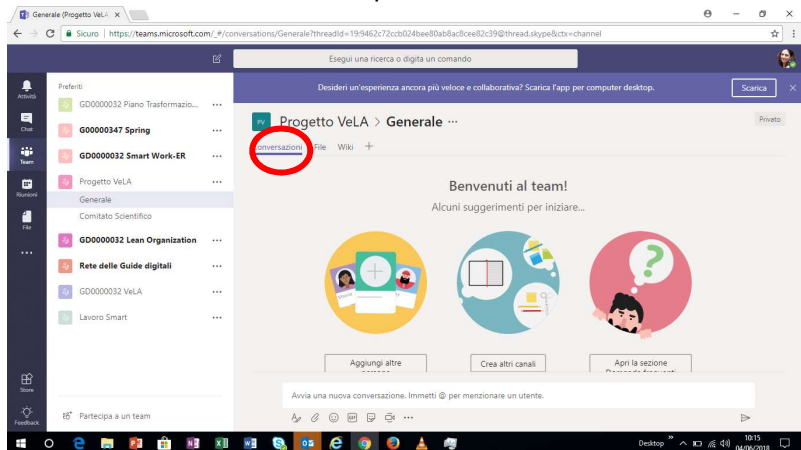 Generale (Progetto VeLA
Sicuro | https://teams.microsoft.com/_#/conversations/Generale?threadId=19:9462c72ccb024bee80ab8ac8cee82c39@thread.skype&ctx=channel
Esegui una ricerca o digita un comando
Attività
Chat
Team
Riunioni
File
Store
Feedback
Preferiti
GD0000032 Piano Trasformazio...
G00000347 Spring
GD0000032 Smart Work-ER
Progetto VeLA
Generale
Comitato Scientifico
GD0000032 Lean Organization
Rete delle Guide digitali
GD0000032 VeLA
Lavoro Smart
Partecipa a un team
Desideri un'esperienza ancora più veloce e collaborativa? Scarica l'app per computer desktop.
Scarica
PV Progetto VeLA > Generale ...
Privato
Conversazioni File Wiki +
Benvenuti al team!
Alcuni suggerimenti per iniziare...
Aggiungi altre
persone
Crea altri canali
Apri la sezione
Domande frequenti
Avvia una nuova conversazione. Immetti @ per menzionare un utente.
Desktop
10:15
04/06/2018